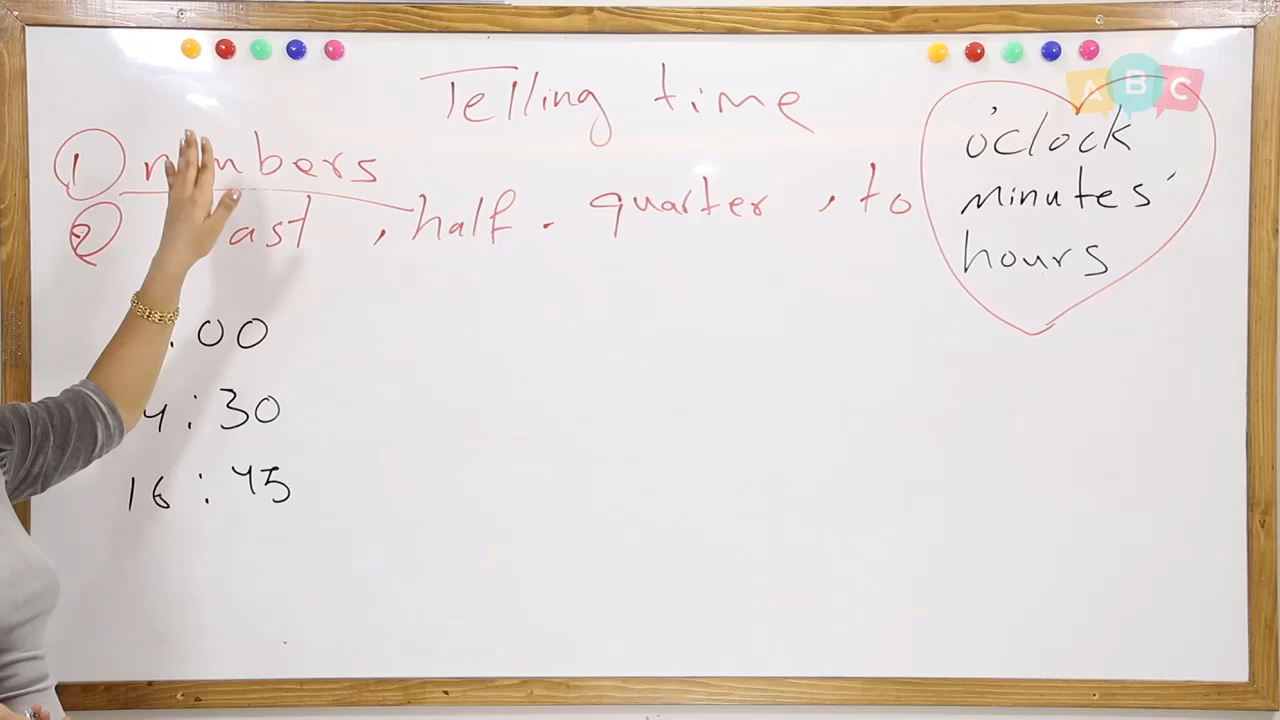 Telling time
A B C
① numbers
② ast, half. quarter, to
o'clock
minutes
hours
:00
4:30
16:45